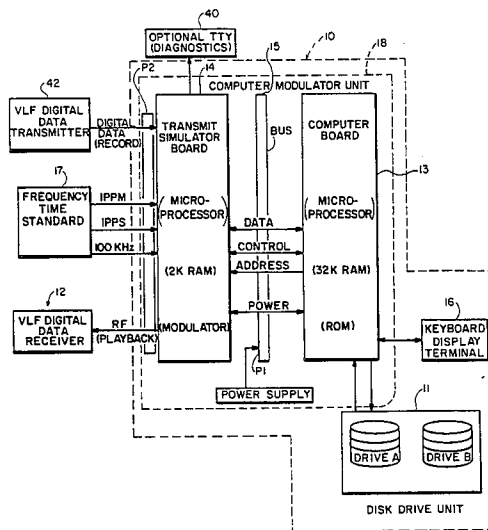 40
OPTIONAL TTY
(DIAGNOSTICS)
42
VLF DIGITAL
DATA
TRANSMITTER
P2
14
15
10
18
COMPUTER MODULATOR UNIT
DIGITAL
DATA
(RECORD)
TRANSMIT
SIMULATOR
BOARD
BUS
COMPUTER
BOARD
13
17
FREQUENCY
TIME
STANDARD
1PPM
1PPS
100 KHz
(MICRO-
PROCESSOR)
(MICRO-
PROCESSOR)
DATA
CONTROL
ADDRESS
(2K RAM)
(32K RAM)
12
VLF DIGITAL
DATA
RECEIVER
RF
(PLAYBACK)
(MODULATOR)
POWER
(ROM)
16
KEYBOARD
DISPLAY
TERMINAL
P1
POWER SUPPLY
11
DRIVE A
DRIVE B
DISK DRIVE UNIT